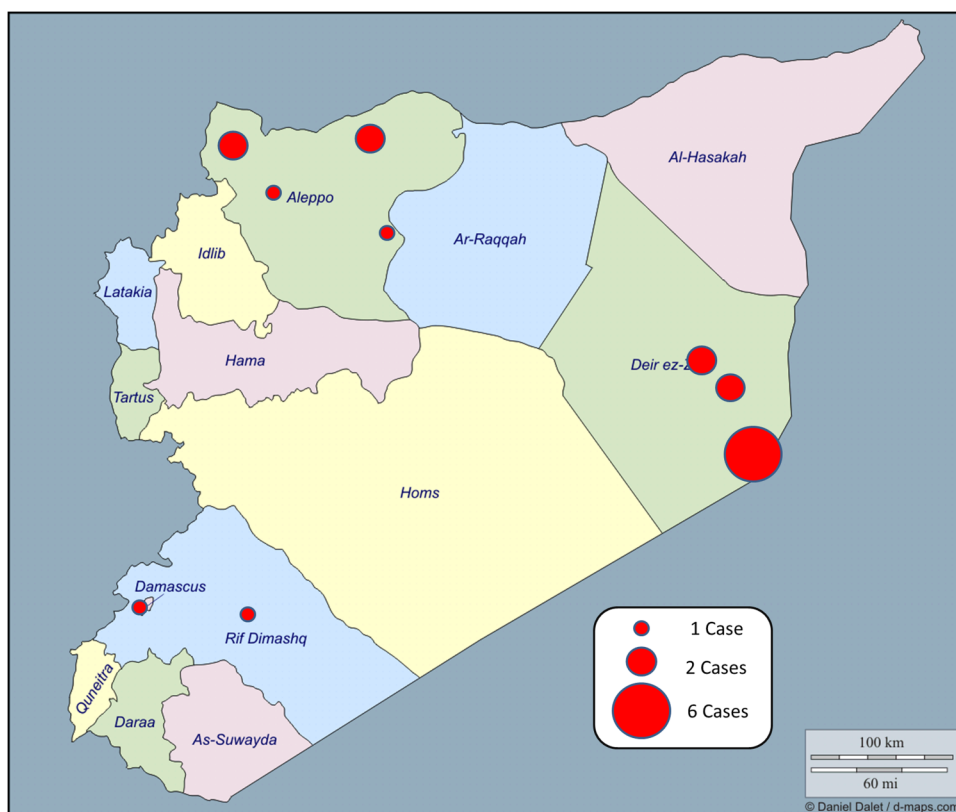 Al-Hasakah
Aleppo
Ar-Raqqah
Idlib
Latakia
Hama
Deir ez-
Tartus
Homs
Damascus
Rif Dimashq
Quneitra
Daraa
As-Suwayda
1 Case
2 Cases
6 Cases
100 km
60 mi
© Daniel Dalet / d-maps.com